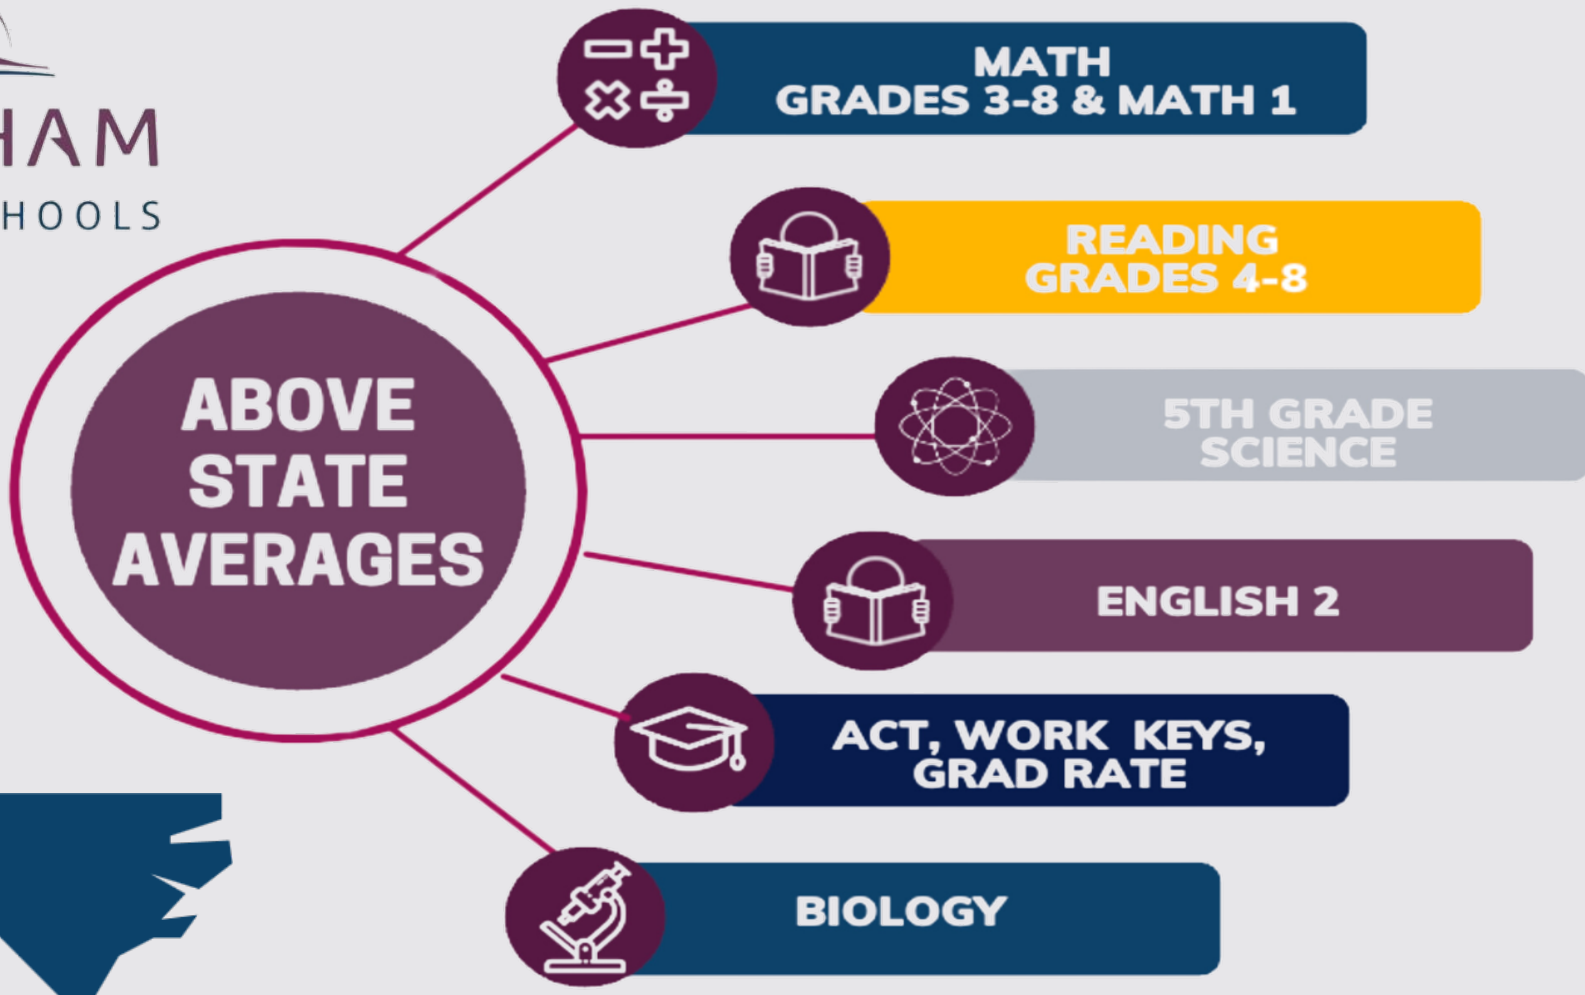 HAM
HOOLS
ABOVE
STATE
AVERAGES
MATH
GRADES 3-8 & MATH 1
READING
GRADES 4-8
5TH GRADE
SCIENCE
ENGLISH 2
ACT, WORK KEYS,
GRAD RATE
BIOLOGY